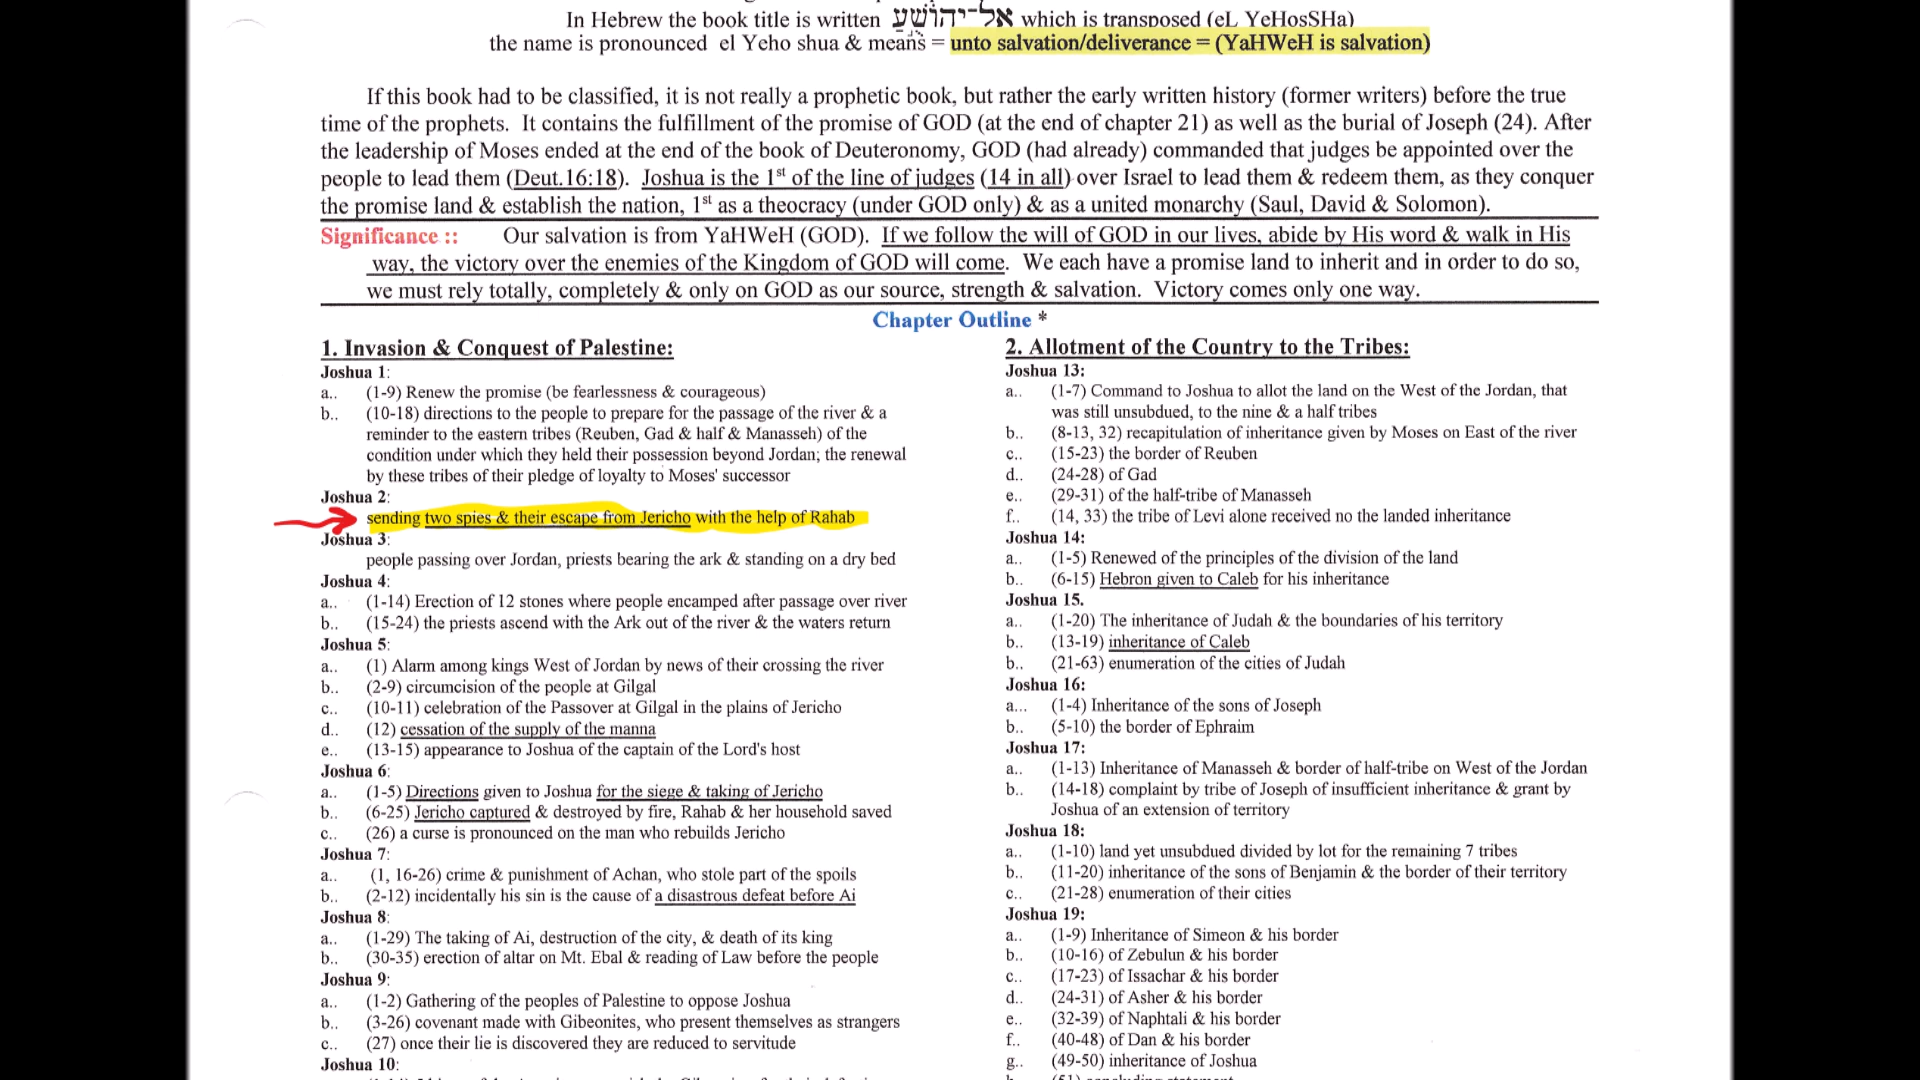 In Hebrew the book title is written אל־יהושע which is transposed (eL YeHosSHa)
the name is pronounced el Yeho shua & means = unto salvation/deliverance = (YaHWeH is salvation)
If this book had to be classified, it is not really a prophetic book, but rather the early written history (former writers) before the true
time of the prophets. It contains the fulfillment of the promise of GOD (at the end of chapter 21) as well as the burial of Joseph (24). After
the leadership of Moses ended at the end of the book of Deuteronomy, GOD (had already) commanded that judges be appointed over the
people to lead them (Deut.16:18). Joshua is the 1st of the line of judges (14 in all) over Israel to lead them & redeem them, as they conquer
the promise land & establish the nation, 1st as a theocracy (under GOD only) & as a united monarchy (Saul, David & Solomon).
Significance :: Our salvation is from YaHWeH (GOD). If we follow the will of GOD in our lives, abide by His word & walk in His
way, the victory over the enemies of the Kingdom of GOD will come. We each have a promise land to inherit and in order to do so,
we must rely totally, completely & only on GOD as our source, strength & salvation. Victory comes only one way.
Chapter Outline *
1. Invasion & Conquest of Palestine:
Joshua 1:
a.. (1-9) Renew the promise (be fearlessness & courageous)
b.. (10-18) directions to the people to prepare for the passage of the river & a
reminder to the eastern tribes (Reuben, Gad & half & Manasseh) of the
condition under which they held their possession beyond Jordan; the renewal
by these tribes of their pledge of loyalty to Moses' successor
Joshua 2:
sending two spies & their escape from Jericho with the help of Rahab
Joshua 3:
people passing over Jordan, priests bearing the ark & standing on a dry bed
Joshua 4:
a.. (1-14) Erection of 12 stones where people encamped after passage over river
b.. (15-24) the priests ascend with the Ark out of the river & the waters return
Joshua 5:
a.. (1) Alarm among kings West of Jordan by news of their crossing the river
b.. (2-9) circumcision of the people at Gilgal
c.. (10-11) celebration of the Passover at Gilgal in the plains of Jericho
d.. (12) cessation of the supply of the manna
e.. (13-15) appearance to Joshua of the captain of the Lord's host
Joshua 6:
a.. (1-5) Directions given to Joshua for the siege & taking of Jericho
b.. (6-25) Jericho captured & destroyed by fire, Rahab & her household saved
c.. (26) a curse is pronounced on the man who rebuilds Jericho
Joshua 7:
a.. (1, 16-26) crime & punishment of Achan, who stole part of the spoils
b.. (2-12) incidentally his sin is the cause of a disastrous defeat before Ai
Joshua 8:
a.. (1-29) The taking of Ai, destruction of the city, & death of its king
b.. (30-35) erection of altar on Mt. Ebal & reading of Law before the people
Joshua 9:
a.. (1-2) Gathering of the peoples of Palestine to oppose Joshua
b.. (3-26) covenant made with Gibeonites, who present themselves as strangers
c.. (27) once their lie is discovered they are reduced to servitude
Joshua 10:
2. Allotment of the Country to the Tribes:
Joshua 13:
a.. (1-7) Command to Joshua to allot the land on the West of the Jordan, that
was still unsubdued, to the nine & a half tribes
b.. (8-13, 32) recapitulation of inheritance given by Moses on East of the river
c.. (15-23) the border of Reuben
d.. (24-28) of Gad
e.. (29-31) of the half-tribe of Manasseh
f.. (14, 33) the tribe of Levi alone received no the landed inheritance
Joshua 14:
a.. (1-5) Renewed of the principles of the division of the land
b.. (6-15) Hebron given to Caleb for his inheritance
Joshua 15.
a.. (1-20) The inheritance of Judah & the boundaries of his territory
b.. (13-19) inheritance of Caleb
b.. (21-63) enumeration of the cities of Judah
Joshua 16:
a... (1-4) Inheritance of the sons of Joseph
b.. (5-10) the border of Ephraim
Joshua 17:
a.. (1-13) Inheritance of Manasseh & border of half-tribe on West of the Jordan
b.. (14-18) complaint by tribe of Joseph of insufficient inheritance & grant by
Joshua of an extension of territory
Joshua 18:
a.. (1-10) land yet unsubdued divided by lot for the remaining 7 tribes
b.. (11-20) inheritance of the sons of Benjamin & the border of their territory
c.. (21-28) enumeration of their cities
Joshua 19:
a.. (1-9) Inheritance of Simeon & his border
b.. (10-16) of Zebulun & his border
c.. (17-23) of Issachar & his border
d.. (24-31) of Asher & his border
e.. (32-39) of Naphtali & his border
f.. (40-48) of Dan & his border
g.. (49-50) inheritance of Joshua